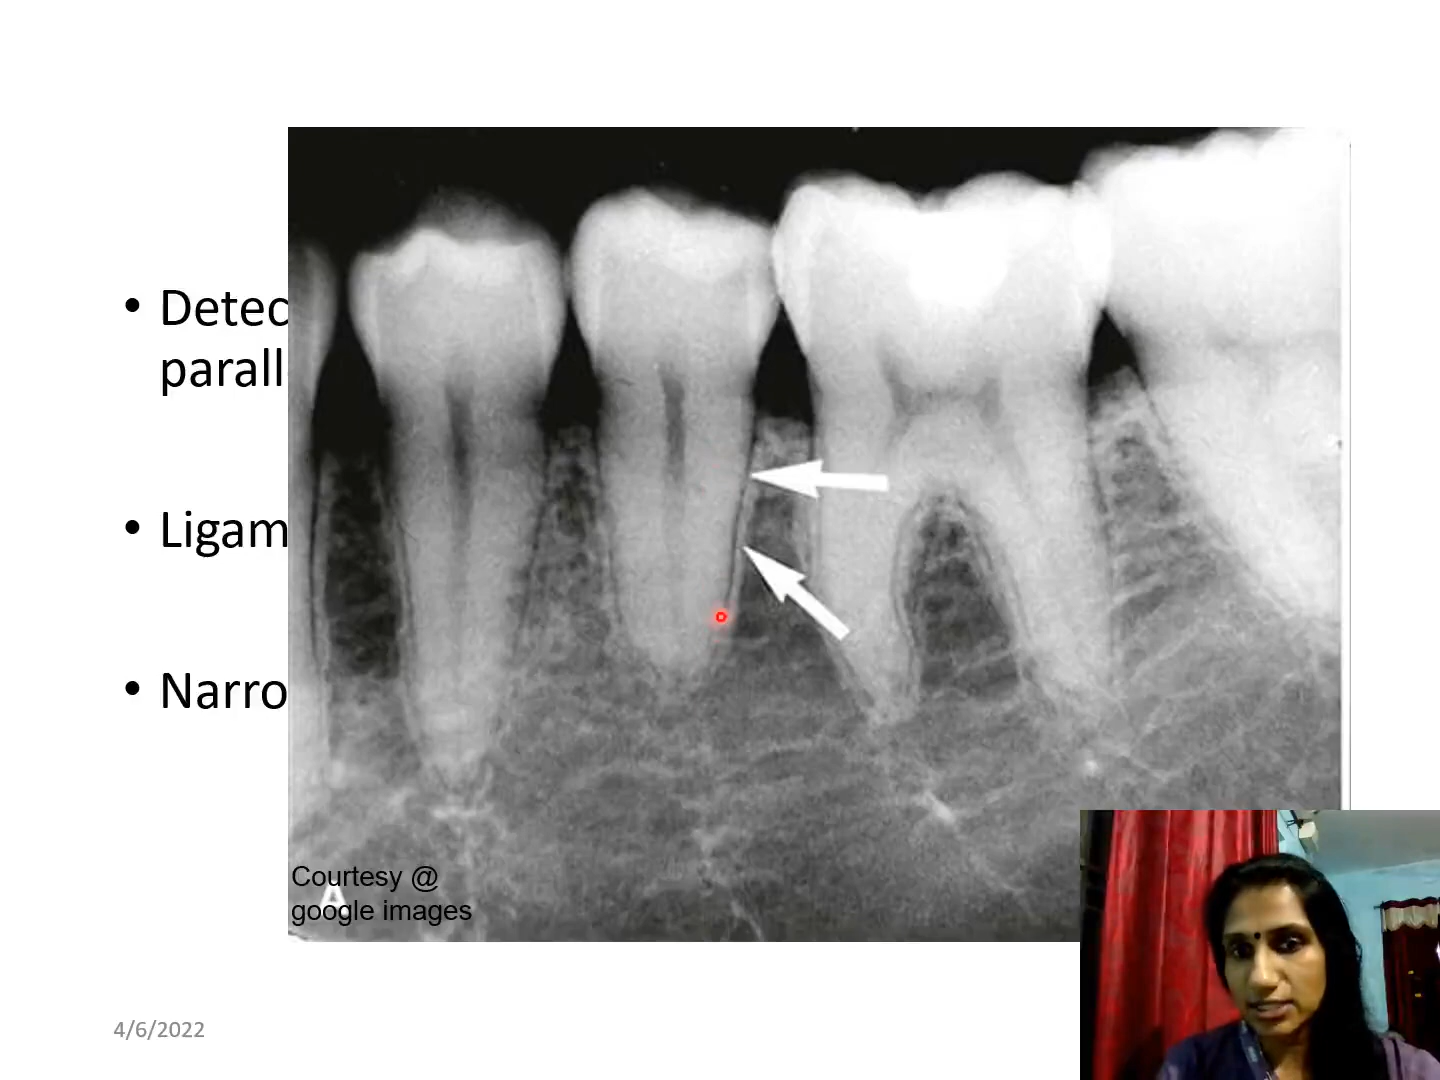 • Detec
parall
• Ligam
• Narro
A
Courtesy @
google images
4/6/2022